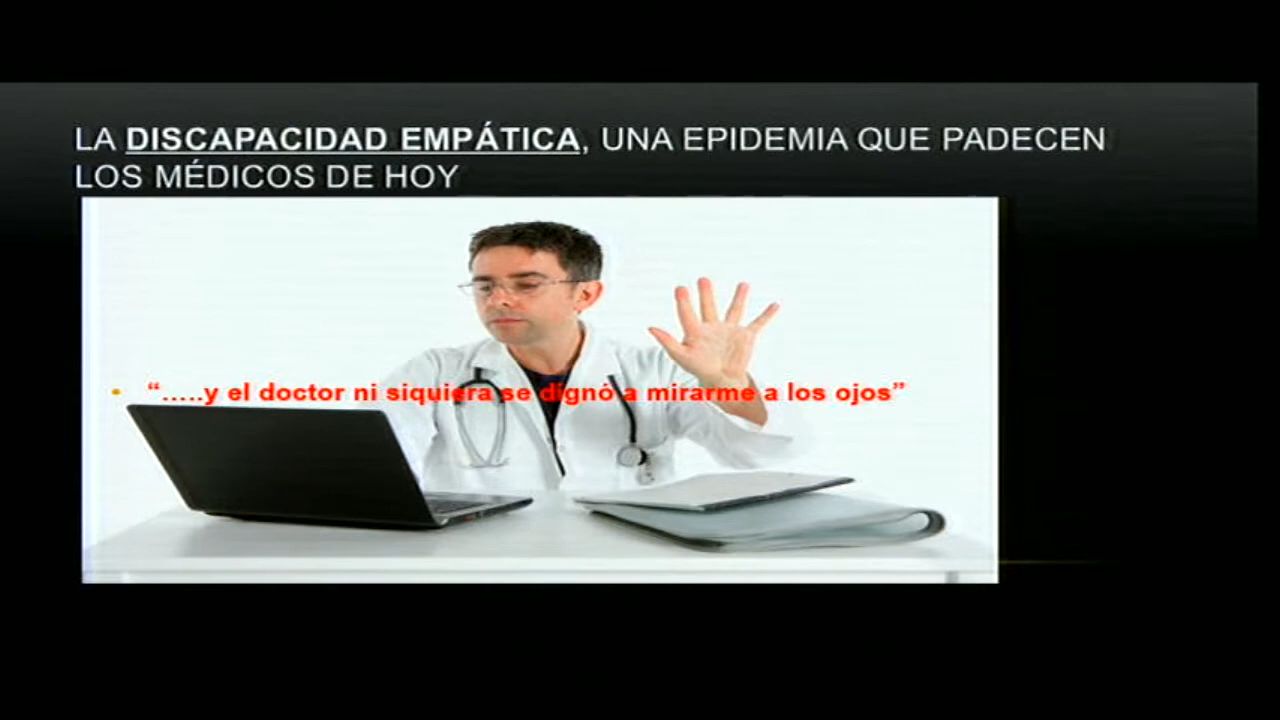 LA DISCAPACIDAD EMPÁTICA, UNA EPIDEMIA QUE PADECEN
LOS MÉDICOS DE HOY
• “…..y el doctor ni siquiera se dignó a mirarme a los ojos”